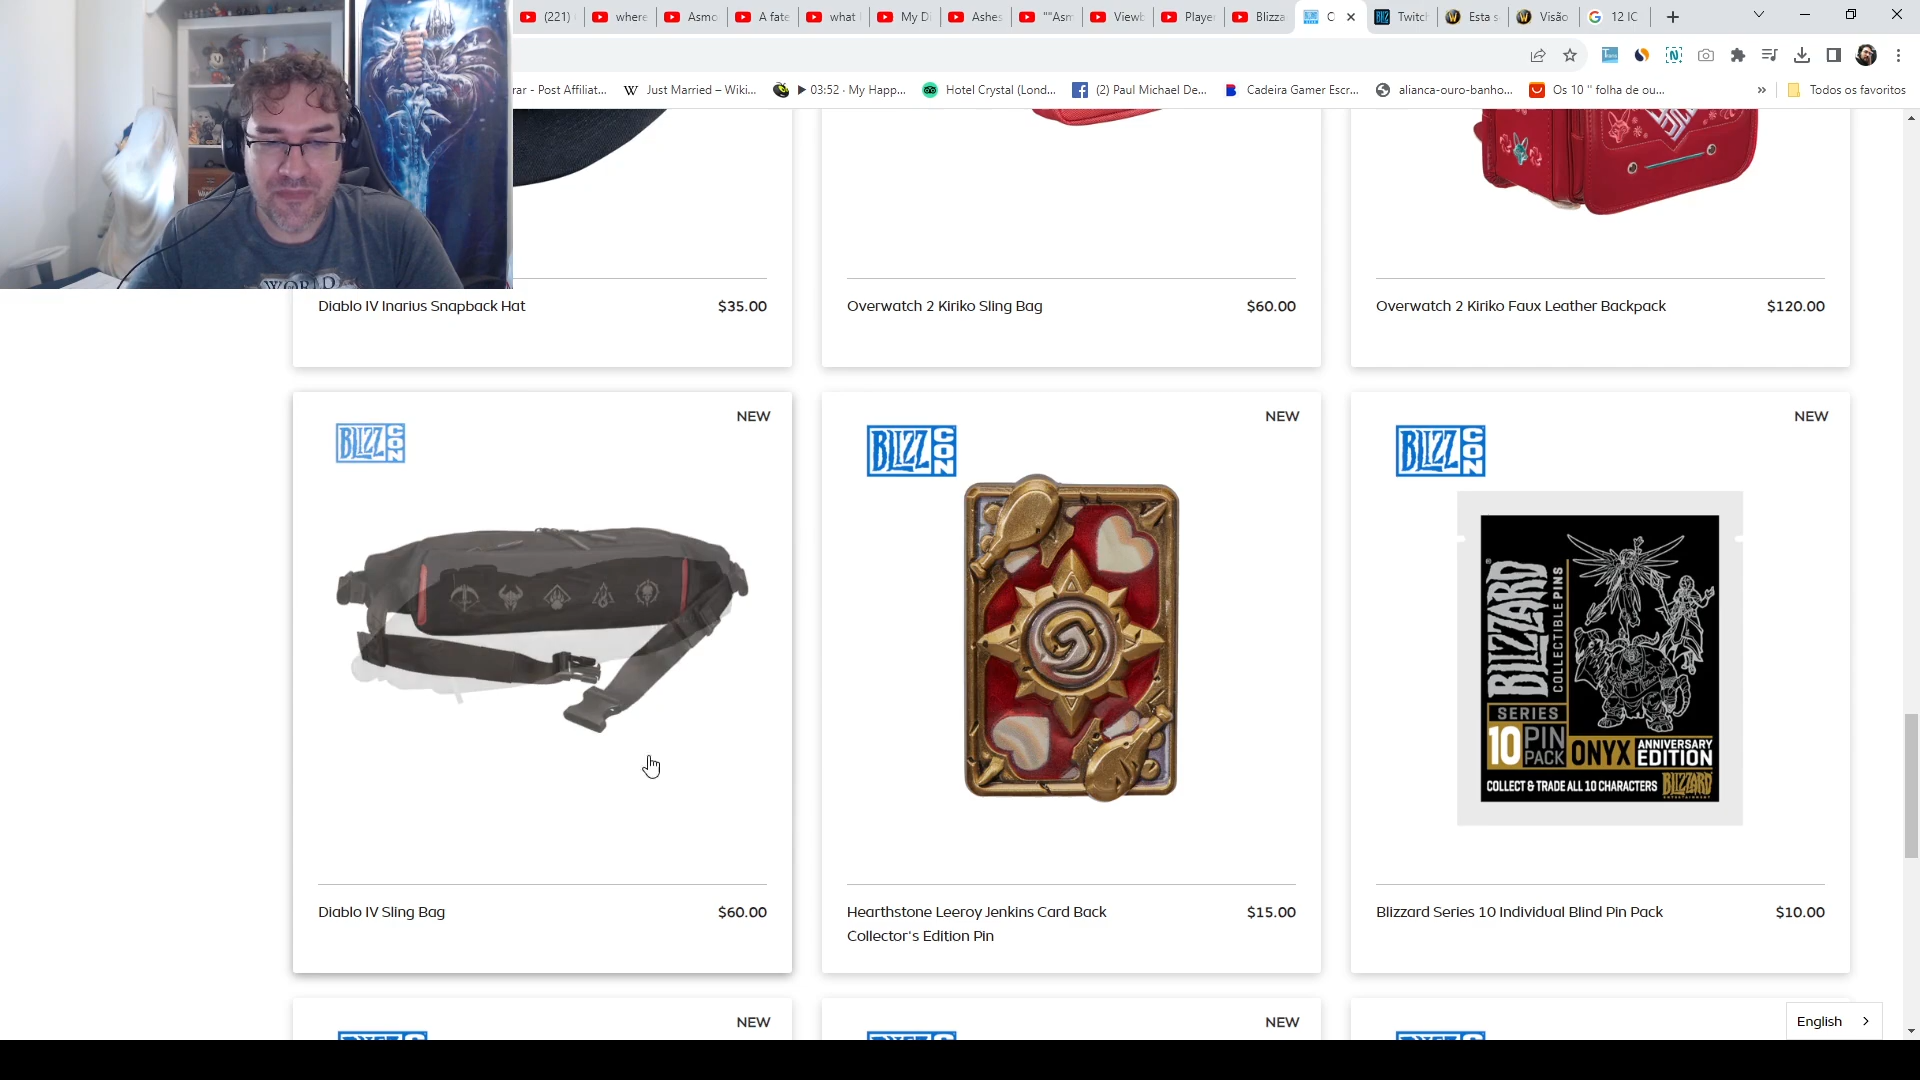 (221)
where
Asmo
A fate
what
My D
Ashes
""Asm
Viewb
Player
Blizza
C
Twitc
Esta s
Visão
12 IC
rar - Post Affiliat...
Just Married – Wiki...
▶ 03:52 · My Happ...
Hotel Crystal (Lond...
(2) Paul Michael De...
Cadeira Gamer Escr...
alianca-ouro-banho...
Os 10 " folha de ou...
»
Todos os favoritos
WORLD
Diablo IV Inarius Snapback Hat $35.00
Overwatch 2 Kiriko Sling Bag $60.00
Overwatch 2 Kiriko Faux Leather Backpack $120.00
NEW
BLIZZCON
NEW
BLIZZCON
NEW
BLIZZCON
BLIZZARD
COLLECTIBLE PINS
SERIES
10 PIN PACK
ONYX ANNIVERSARY EDITION
COLLECT & TRADE ALL 10 CHARACTERS BLIZZARD
Diablo IV Sling Bag $60.00
Hearthstone Leeroy Jenkins Card Back $15.00
Collector's Edition Pin
Blizzard Series 10 Individual Blind Pin Pack $10.00
NEW
NEW
English >